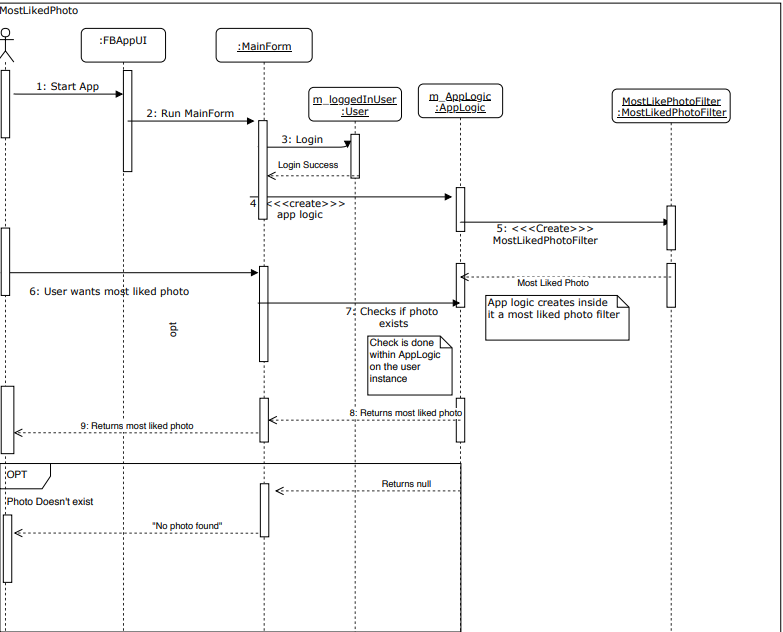 MostLikedPhoto
:FBAppUI
:MainForm
m_loggedInUser
:User
m_AppLogic
:AppLogic
MostLikePhotoFilter
:MostLikedPhotoFilter
1: Start App
2: Run MainForm
3: Login
Login Success
4 <<<create>>>
app logic
5: <<<Create>>>
MostLikedPhotoFilter
6: User wants most liked photo
Most Liked Photo
App logic creates inside
it a most liked photo filter
7: Checks if photo
exists
opt
Check is done
within AppLogic
on the user
instance
8: Returns most liked photo
9: Returns most liked photo
OPT
Photo Doesn't exist
Returns null
"No photo found"